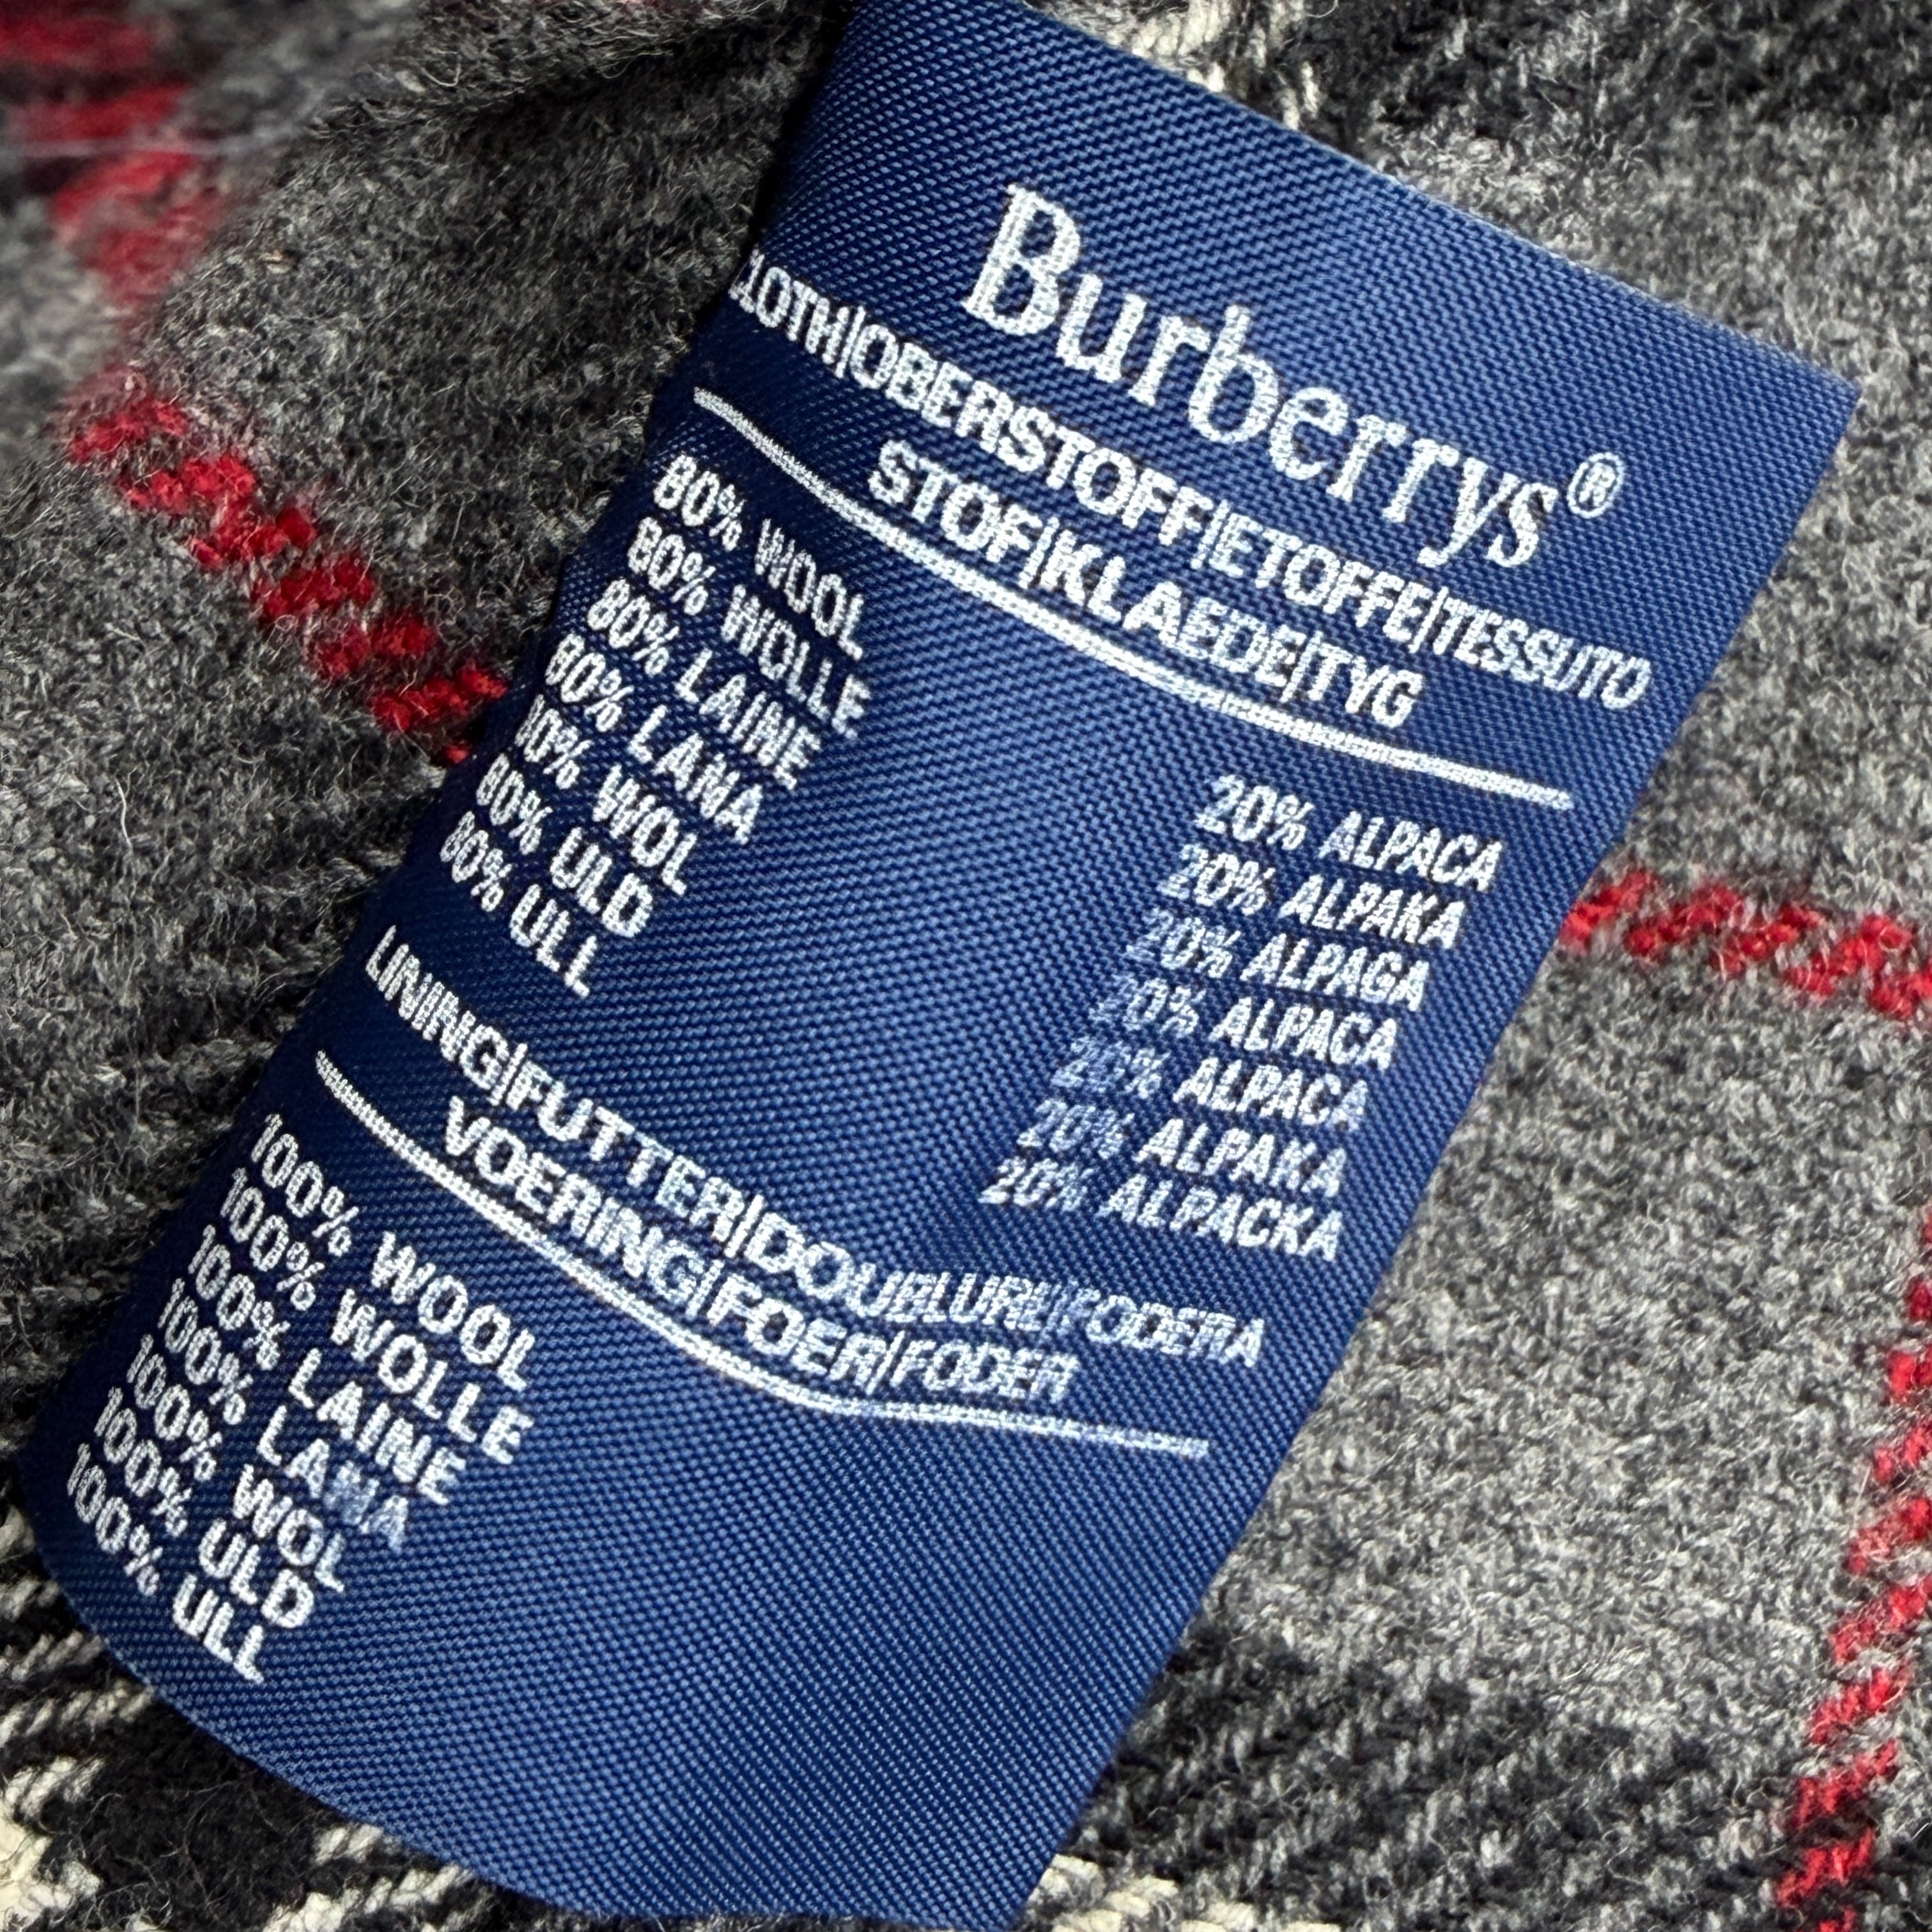 Burberrys®
CLOTH|OBERSTOFF|ETOFFE|TESSUTO
STOF|KLAEDE|TYG
80% WOOL 20% ALPACA
80% WOLLE 20% ALPAKA
80% LAINE 20% ALPAGA
80% LANA 20% ALPACA
80% WOL 20% ALPACA
80% ULD 20% ALPAKA
80% ULL 20% ALPACKA
LINING|FUTTER|DOUBLURE|FODERA
VOERING|FOER|FODER
100% WOOL
100% WOLLE
100% LAINE
100% LANA
100% WOL
100% ULD
100% ULL